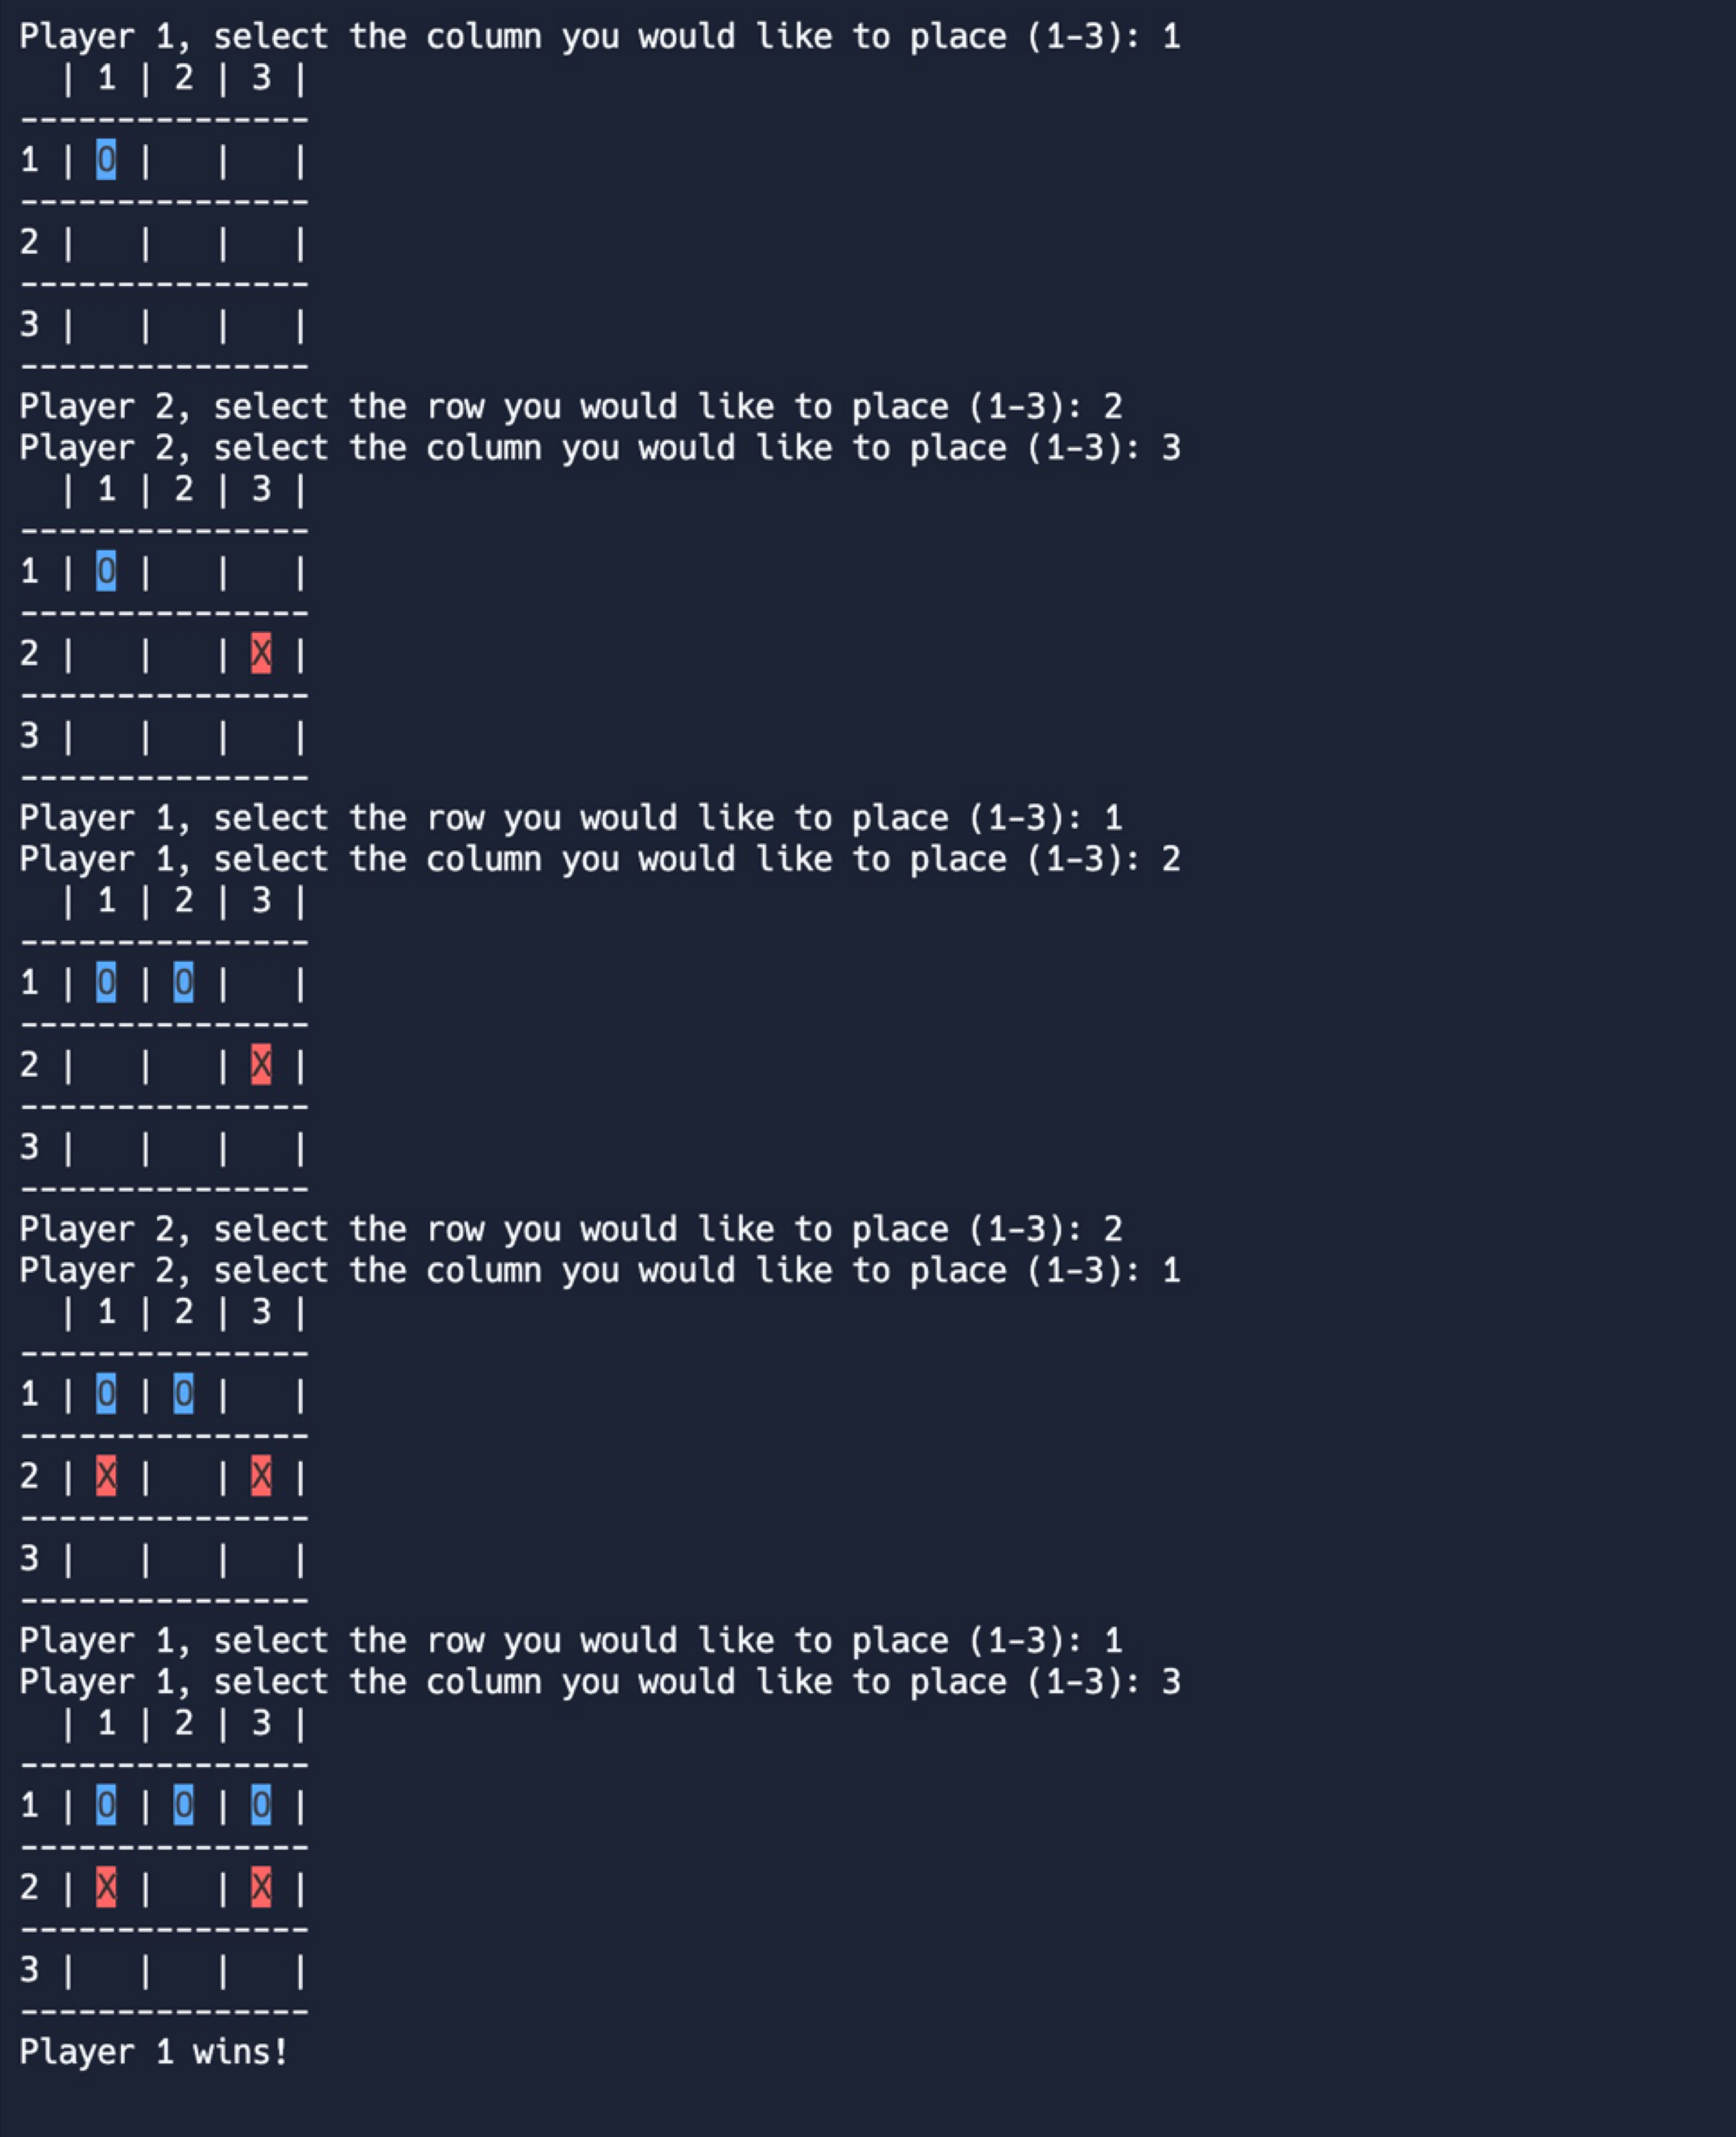 Player 1, select the column you would like to place (1-3): 1
  | 1 | 2 | 3 |
---------------
1 | O |   |   |
---------------
2 |   |   |   |
---------------
3 |   |   |   |
---------------
Player 2, select the row you would like to place (1-3): 2
Player 2, select the column you would like to place (1-3): 3
  | 1 | 2 | 3 |
---------------
1 | O |   |   |
---------------
2 |   |   | X |
---------------
3 |   |   |   |
---------------
Player 1, select the row you would like to place (1-3): 1
Player 1, select the column you would like to place (1-3): 2
  | 1 | 2 | 3 |
---------------
1 | O | O |   |
---------------
2 |   |   | X |
---------------
3 |   |   |   |
---------------
Player 2, select the row you would like to place (1-3): 2
Player 2, select the column you would like to place (1-3): 1
  | 1 | 2 | 3 |
---------------
1 | O | O |   |
---------------
2 | X |   | X |
---------------
3 |   |   |   |
---------------
Player 1, select the row you would like to place (1-3): 1
Player 1, select the column you would like to place (1-3): 3
  | 1 | 2 | 3 |
---------------
1 | O | O | O |
---------------
2 | X |   | X |
---------------
3 |   |   |   |
---------------
Player 1 wins!